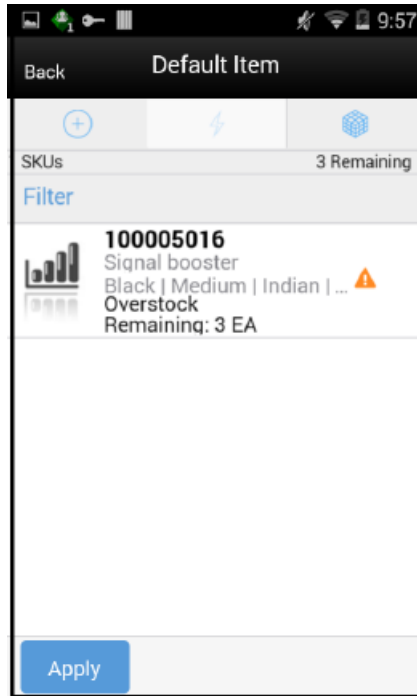 9:57
Back
Default Item
SKUs
3 Remaining
Filter
100005016
Signal booster
Black | Medium | Indian | ...
Overstock
Remaining: 3 EA
Apply